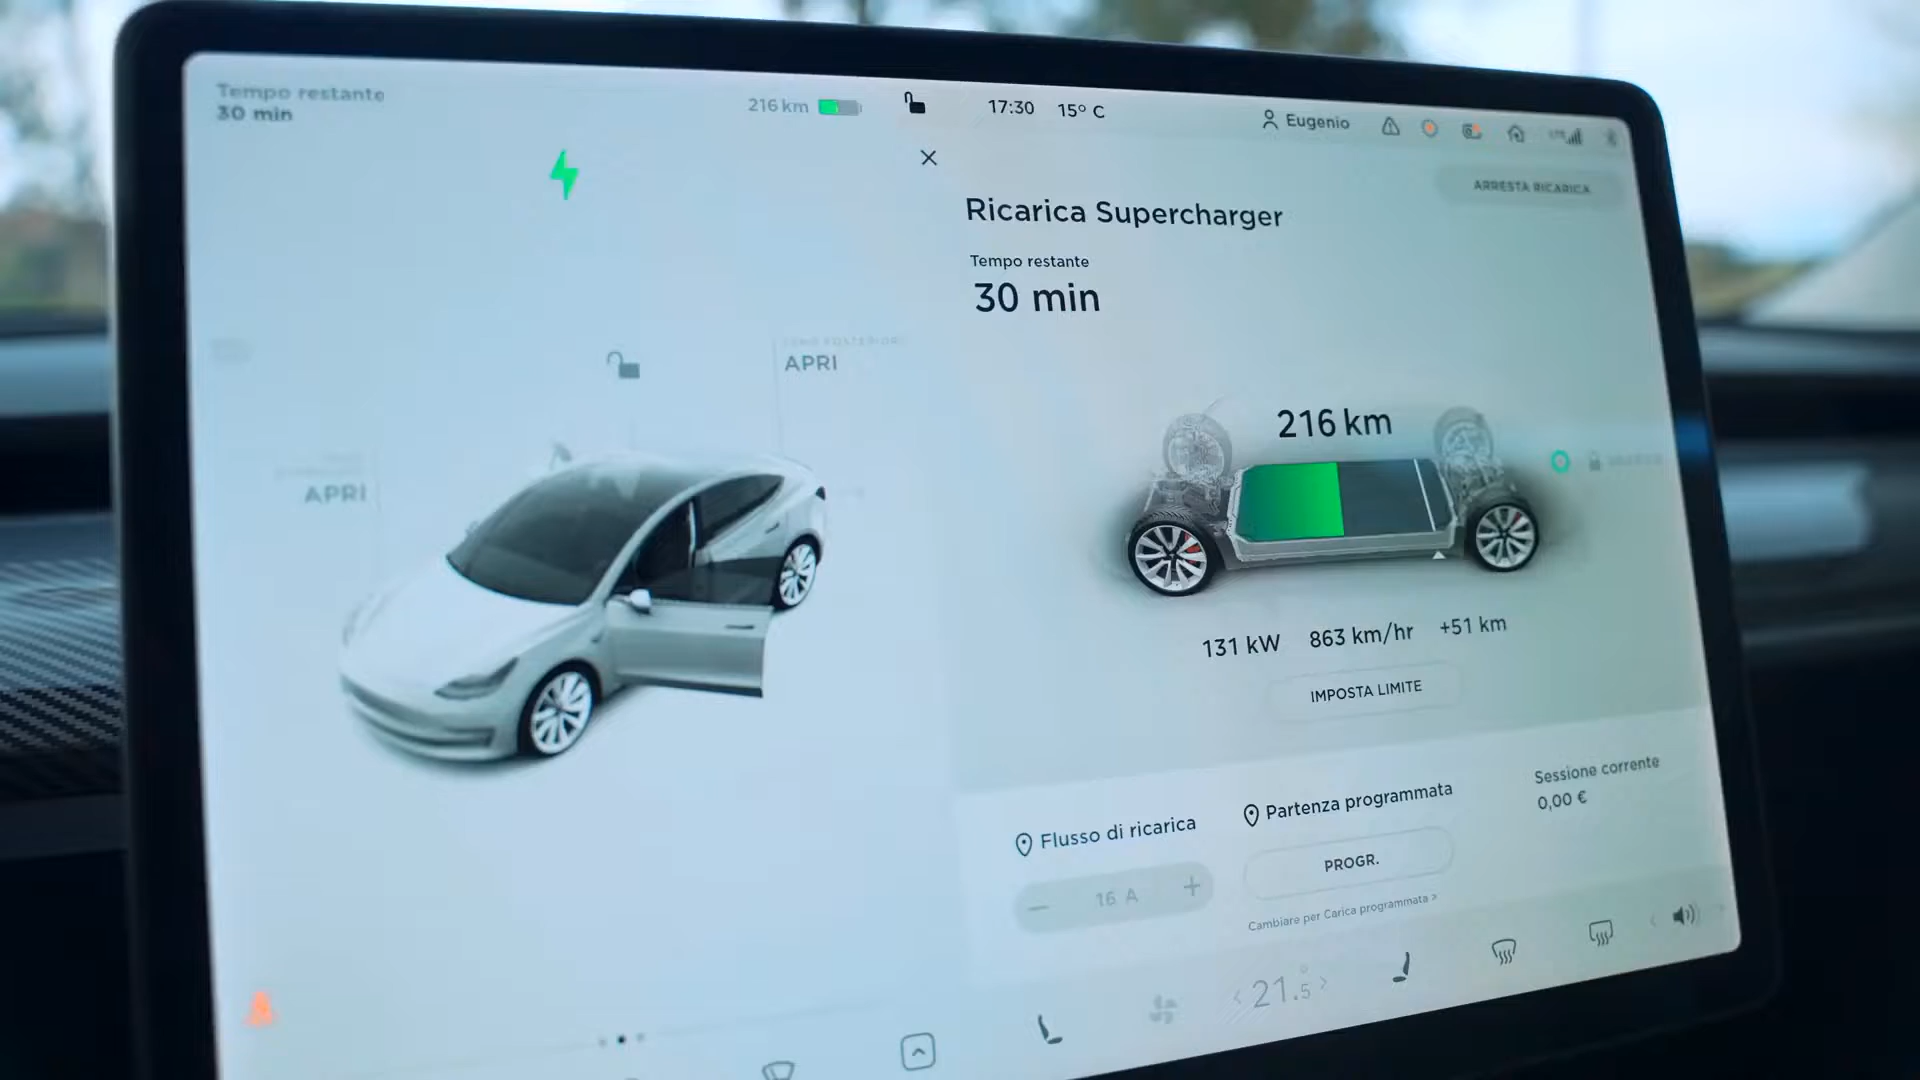 Tempo restante
30 min
216 km
17:30 15° C
Eugenio
LTE
ARRESTA RICARICA
Ricarica Supercharger
Tempo restante
30 min
APRI
APRI
216 km
131 kW 863 km/hr +51 km
IMPOSTA LIMITE
Flusso di ricarica
16 A
Partenza programmata
PROGR.
Cambiare per Carica programmata >
Sessione corrente
0,00 €
21.5